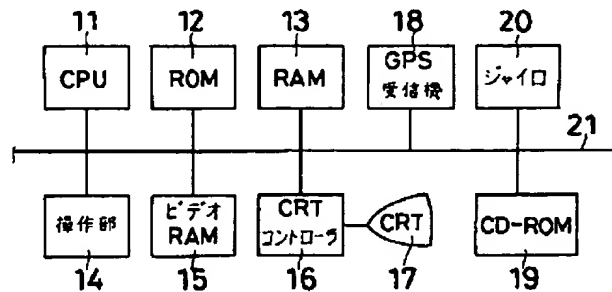 11
12
13
18
20
CPU
ROM
RAM
GPS
受信機
ジャイロ
21
操作部
ビデオ
RAM
CRT
コントローラ
CRT
CD-ROM
14
15
16
17
19